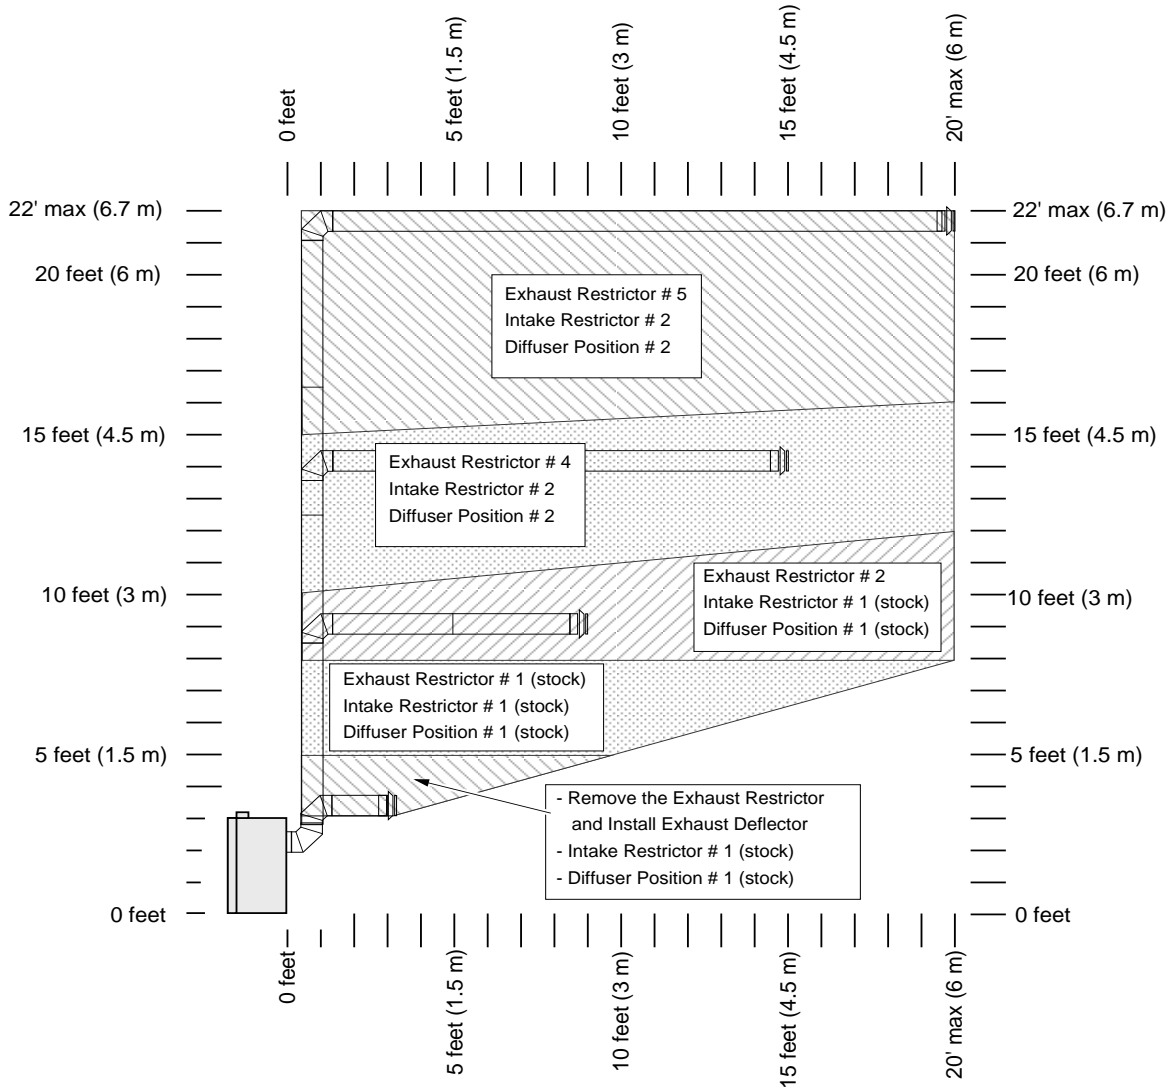 0 feet
5 feet (1.5 m)
10 feet (3 m)
15 feet (4.5 m)
20' max (6 m)
22' max (6.7 m)
22' max (6.7 m)
20 feet (6 m)
20 feet (6 m)
Exhaust Restrictor # 5
Intake Restrictor # 2
Diffuser Position # 2
15 feet (4.5 m)
15 feet (4.5 m)
Exhaust Restrictor # 4
Intake Restrictor # 2
Diffuser Position # 2
10 feet (3 m)
10 feet (3 m)
Exhaust Restrictor # 2
Intake Restrictor # 1 (stock)
Diffuser Position # 1 (stock)
Exhaust Restrictor # 1 (stock)
Intake Restrictor # 1 (stock)
Diffuser Position # 1 (stock)
5 feet (1.5 m)
5 feet (1.5 m)
- Remove the Exhaust Restrictor
and Install Exhaust Deflector
- Intake Restrictor # 1 (stock)
- Diffuser Position # 1 (stock)
0 feet
0 feet
0 feet
5 feet (1.5 m)
10 feet (3 m)
15 feet (4.5 m)
20' max (6 m)